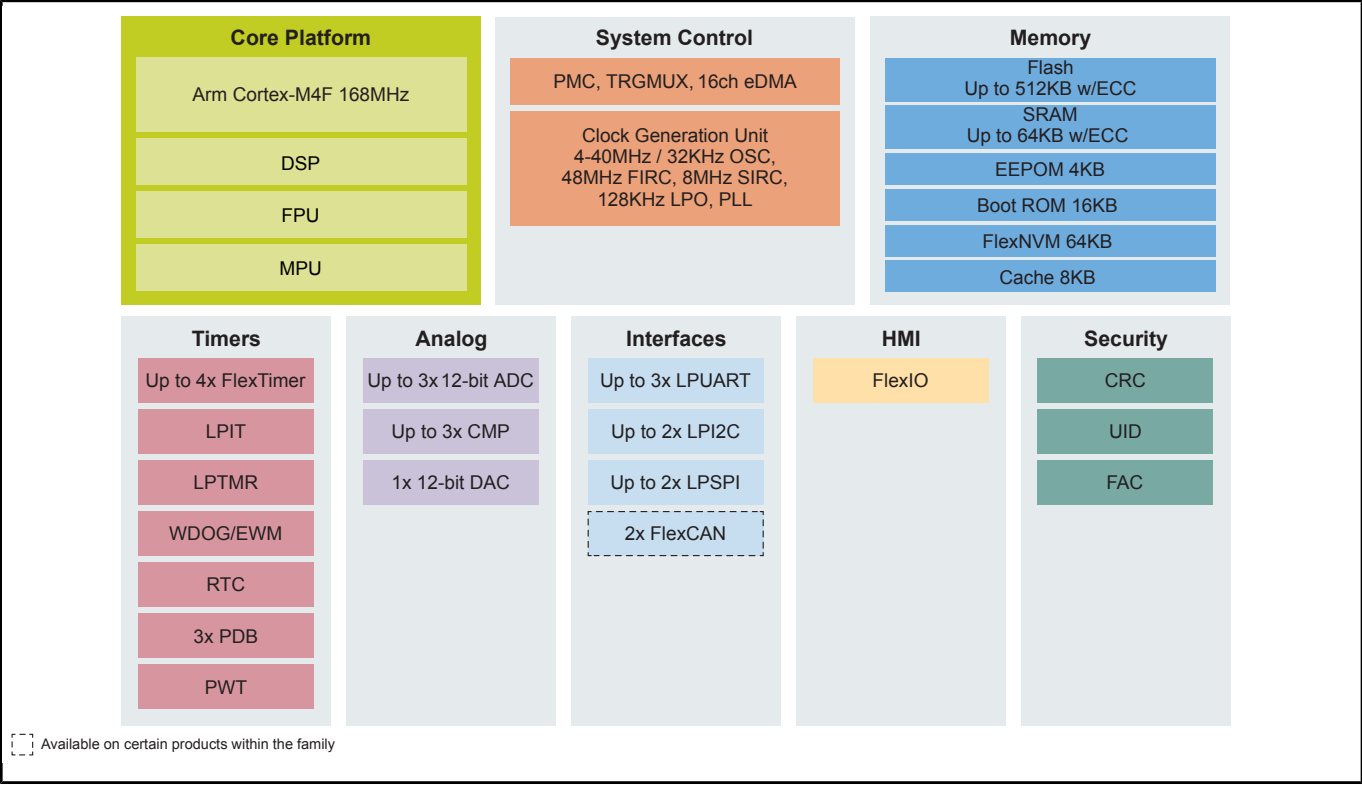 Core Platform
Arm Cortex-M4F 168MHz
DSP
FPU
MPU
System Control
PMC, TRGMUX, 16ch eDMA
Clock Generation Unit
4-40MHz / 32KHz OSC,
48MHz FIRC, 8MHz SIRC,
128KHz LPO, PLL
Memory
Flash
Up to 512KB w/ECC
SRAM
Up to 64KB w/ECC
EEPOM 4KB
Boot ROM 16KB
FlexNVM 64KB
Cache 8KB
Timers
Up to 4x FlexTimer
LPIT
LPTMR
WDOG/EWM
RTC
3x PDB
PWT
Analog
Up to 3x 12-bit ADC
Up to 3x CMP
1x 12-bit DAC
Interfaces
Up to 3x LPUART
Up to 2x LPI2C
Up to 2x LPSPI
2x FlexCAN
HMI
FlexIO
Security
CRC
UID
FAC
Available on certain products within the family